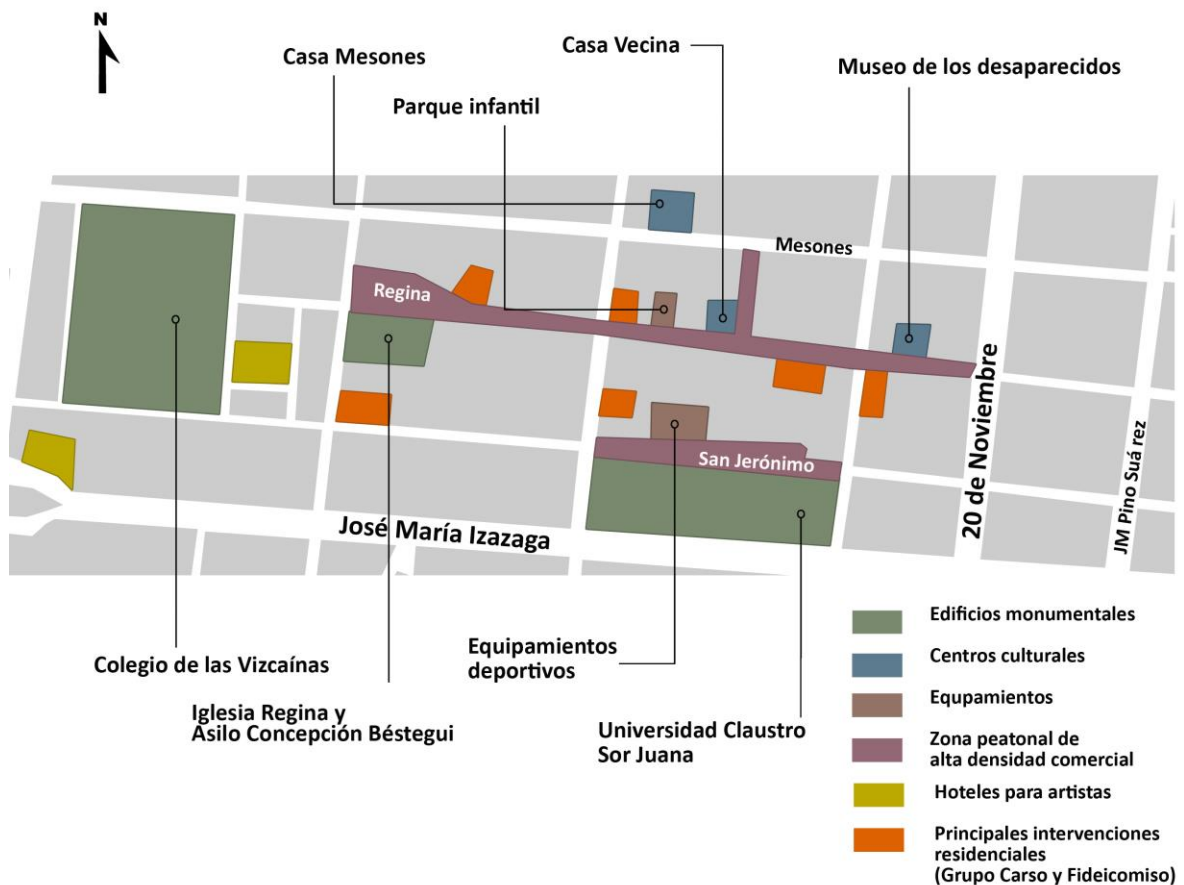 N
Casa Mesones
Casa Vecina
Museo de los desaparecidos
Parque infantil
Mesones
Regina
San Jerónimo
20 de Noviembre
JM Pino Suá rez
José María Izazaga
Colegio de las Vizcaínas
Iglesia Regina y
Asilo Concepción Béstegui
Equipamientos
deportivos
Universidad Claustro
Sor Juana
Edificios monumentales
Centros culturales
Equpamientos
Zona peatonal de
alta densidad comercial
Hoteles para artistas
Principales intervenciones
residenciales
(Grupo Carso y Fideicomiso)